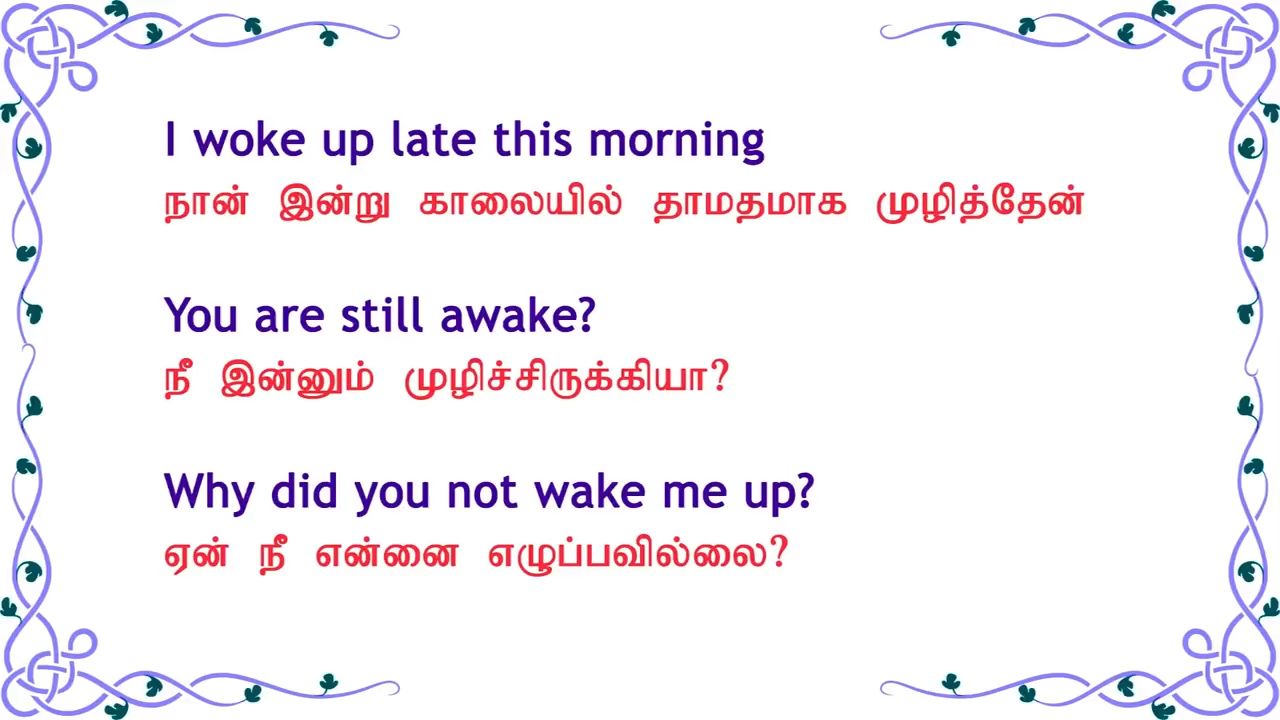 I woke up late this morning
நான் இன்று காலையில் தாமதமாக முழித்தேன்
You are still awake?
நீ இன்னும் முழிச்சிருக்கியா?
Why did you not wake me up?
ஏன் நீ என்னை எழுப்பவில்லை?